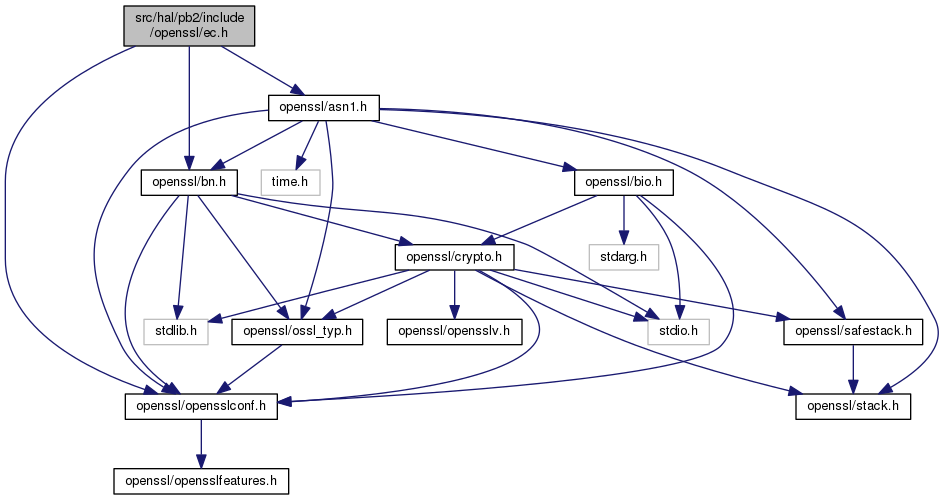 src/hal/pb2/include
/openssl/ec.h
openssl/asn1.h
openssl/bn.h
time.h
openssl/bio.h
openssl/crypto.h
stdarg.h
stdlib.h
openssl/ossl_typ.h
openssl/opensslv.h
stdio.h
openssl/safestack.h
openssl/opensslconf.h
openssl/stack.h
openssl/opensslfeatures.h